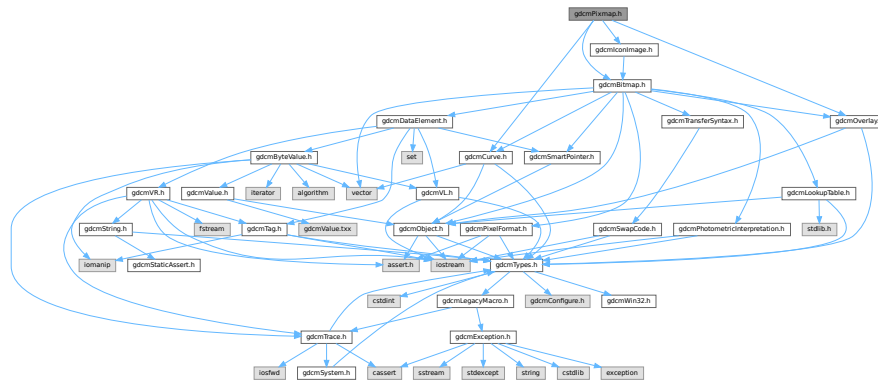 gdcmPixmap.h
gdcmIconImage.h
gdcmBitmap.h
gdcmDataElement.h
gdcmTransferSyntax.h
gdcmOverlay.
gdcmByteValue.h
set
gdcmCurve.h
gdcmSmartPointer.h
gdcmVR.h
gdcmValue.h
iterator
algorithm
vector
gdcmVL.h
gdcmLookupTable.h
gdcmString.h
fstream
gdcmTag.h
gdcmValue.txx
gdcmObject.h
gdcmPixelFormat.h
gdcmSwapCode.h
gdcmPhotometricInterpretation.h
stdlib.h
iomanip
gdcmStaticAssert.h
assert.h
iostream
gdcmTypes.h
cstdint
gdcmLegacyMacro.h
gdcmConfigure.h
gdcmWin32.h
gdcmTrace.h
gdcmException.h
iosfwd
gdcmSystem.h
cassert
sstream
stdexcept
string
cstdlib
exception